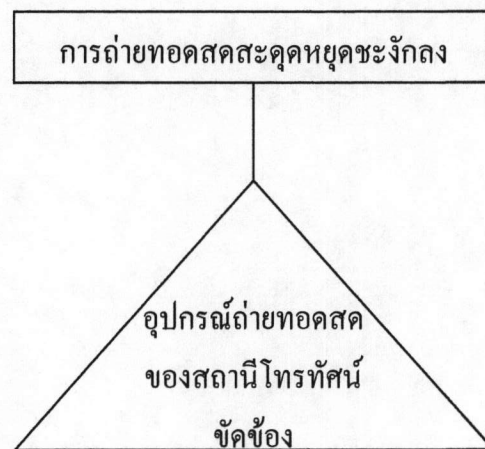 การถ่ายทอดสดสะดุดหยุดชะงักลง
อุปกรณ์ถ่ายทอดสด
ของสถานีโทรทัศน์
ขัดข้อง